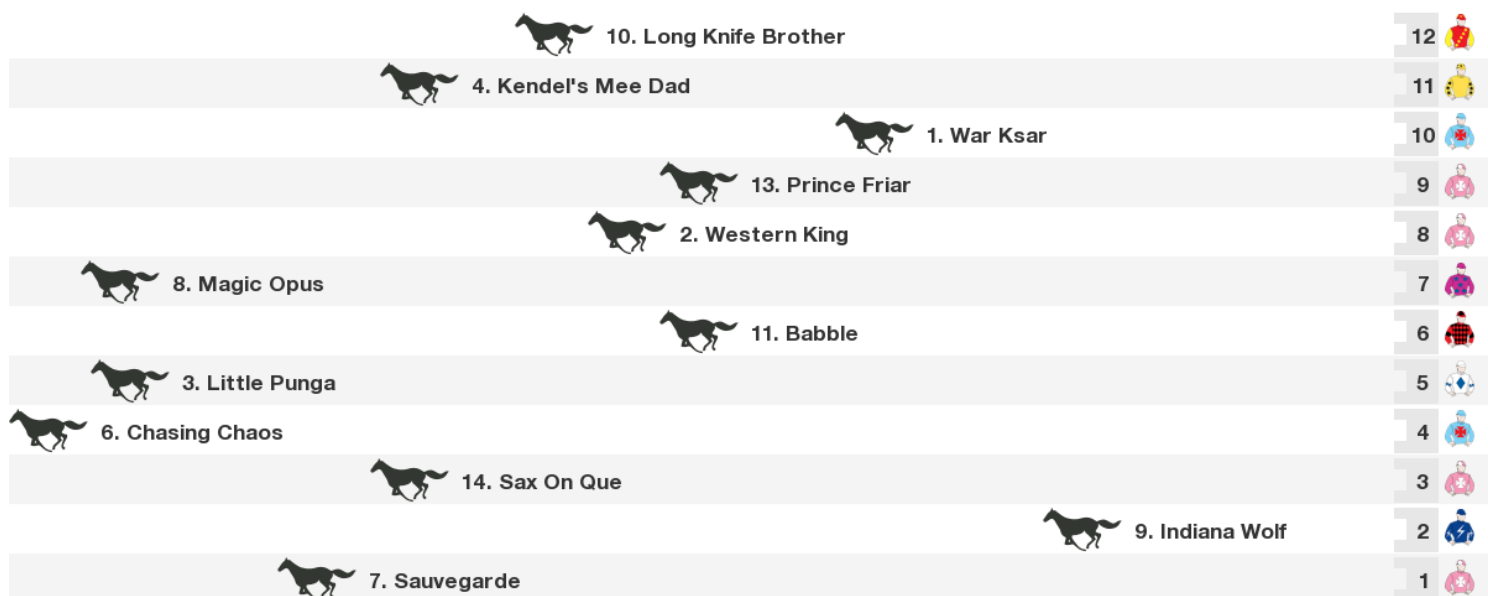 10. Long Knife Brother 12
4. Kendel's Mee Dad 11
1. War Ksar 10
13. Prince Friar 9
2. Western King 8
8. Magic Opus 7
11. Babble 6
3. Little Punga 5
6. Chasing Chaos 4
14. Sax On Que 3
9. Indiana Wolf 2
7. Sauvegarde 1